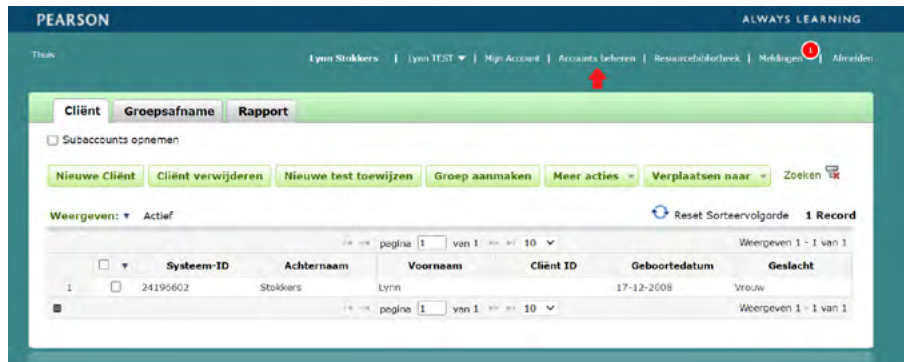 PEARSON ALWAYS LEARNING
Thuis Lynn Stokkers | Lynn TEST ▼ | Mijn Account | Accounts beheren | Resourcebibliotheek | Meldingen 1 | Afmelden
Cliënt Groepsafname Rapport
Subaccounts opnemen
Nieuwe Cliënt Cliënt verwijderen Nieuwe test toewijzen Groep aanmaken Meer acties Verplaatsen naar Zoeken
Weergeven: ▼ Actief Reset Sorteervolgorde 1 Record
pagina 1 van 1 10 Weergeven 1 - 1 van 1
Systeem-ID Achternaam Voornaam Cliënt ID Geboortedatum Geslacht
1 24196602 Stokkers Lynn 17-12-2008 Vrouw
pagina 1 van 1 10 Weergeven 1 - 1 van 1